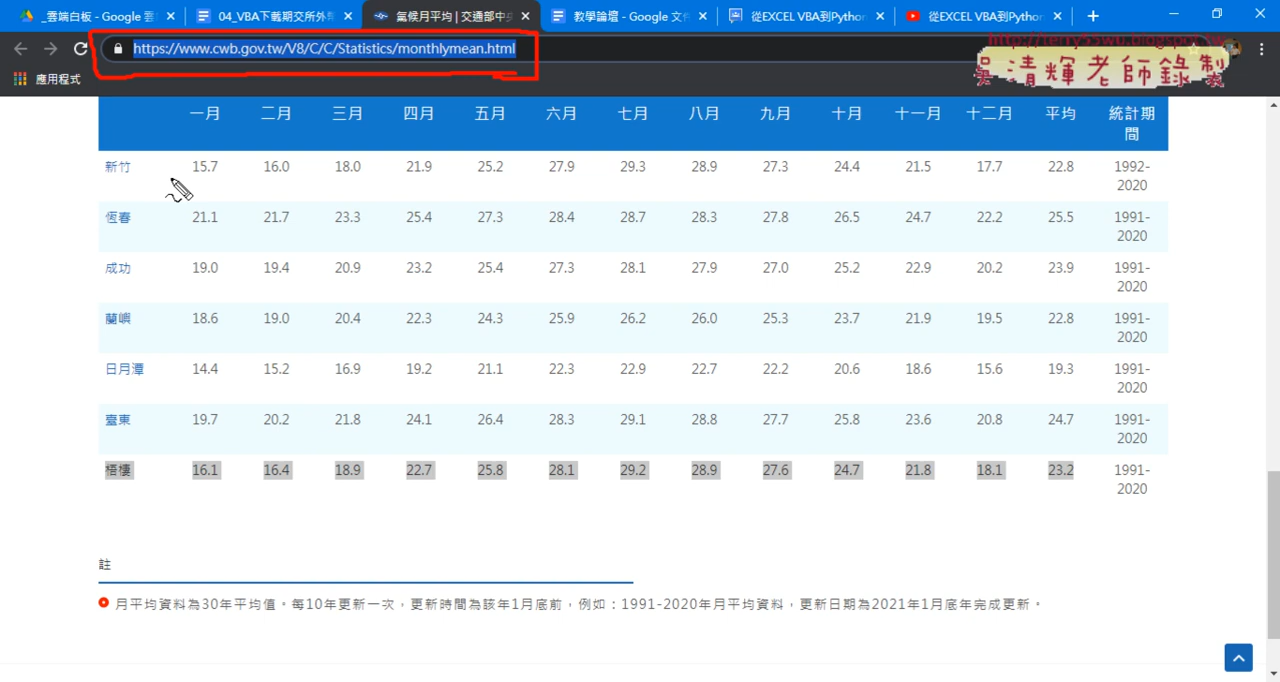 _雲端白板 - Google 雲
04_VBA下載期交所外幣
氣候月平均 | 交通部中央
教學論壇 - Google 文件
從EXCEL VBA到Python
從EXCEL VBA到Python
https://www.cwb.gov.tw/V8/C/C/Statistics/monthlymean.html
http://terry55wu.blogspot.tw
吳清輝老師錄製
應用程式
一月 二月 三月 四月 五月 六月 七月 八月 九月 十月 十一月 十二月 平均 統計期間
新竹 15.7 16.0 18.0 21.9 25.2 27.9 29.3 28.9 27.3 24.4 21.5 17.7 22.8 1992-
2020
恆春 21.1 21.7 23.3 25.4 27.3 28.4 28.7 28.3 27.8 26.5 24.7 22.2 25.5 1991-
2020
成功 19.0 19.4 20.9 23.2 25.4 27.3 28.1 27.9 27.0 25.2 22.9 20.2 23.9 1991-
2020
蘭嶼 18.6 19.0 20.4 22.3 24.3 25.9 26.2 26.0 25.3 23.7 21.9 19.5 22.8 1991-
2020
日月潭 14.4 15.2 16.9 19.2 21.1 22.3 22.9 22.7 22.2 20.6 18.6 15.6 19.3 1991-
2020
臺東 19.7 20.2 21.8 24.1 26.4 28.3 29.1 28.8 27.7 25.8 23.6 20.8 24.7 1991-
2020
梧棲 16.1 16.4 18.9 22.7 25.8 28.1 29.2 28.9 27.6 24.7 21.8 18.1 23.2 1991-
2020
註
月平均資料為30年平均值。每10年更新一次，更新時間為該年1月底前，例如：1991-2020年月平均資料，更新日期為2021年1月底年完成更新。